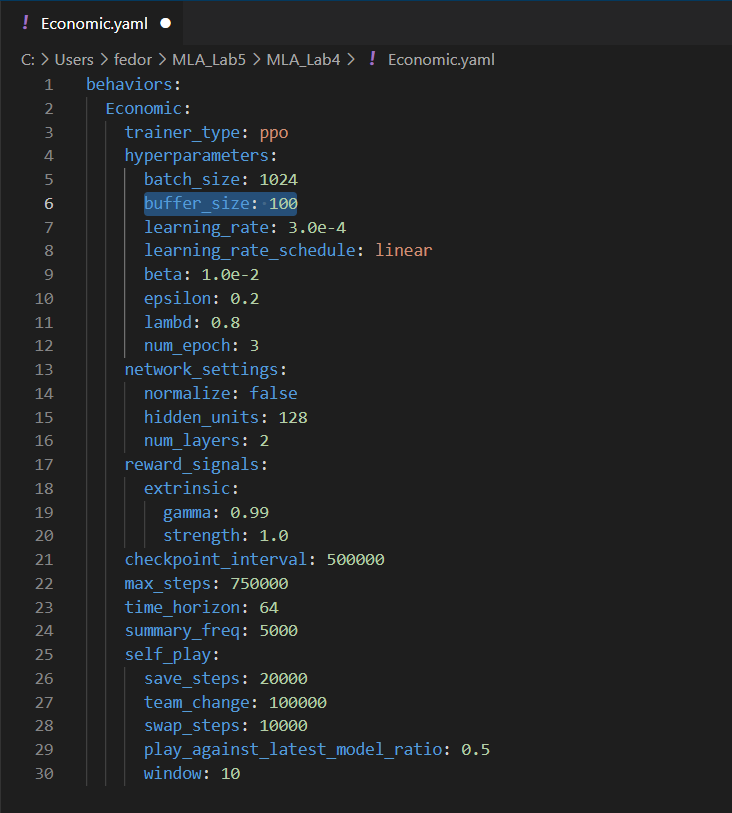 ! Economic.yaml ●
C: > Users > fedor > MLA_Lab5 > MLA_Lab4 > ! Economic.yaml
1 behaviors:
2   Economic:
3     trainer_type: ppo
4     hyperparameters:
5       batch_size: 1024
6       buffer_size: 100
7       learning_rate: 3.0e-4
8       learning_rate_schedule: linear
9       beta: 1.0e-2
10       epsilon: 0.2
11       lambd: 0.8
12       num_epoch: 3
13     network_settings:
14       normalize: false
15       hidden_units: 128
16       num_layers: 2
17     reward_signals:
18       extrinsic:
19         gamma: 0.99
20         strength: 1.0
21     checkpoint_interval: 500000
22     max_steps: 750000
23     time_horizon: 64
24     summary_freq: 5000
25     self_play:
26       save_steps: 20000
27       team_change: 100000
28       swap_steps: 10000
29       play_against_latest_model_ratio: 0.5
30       window: 10